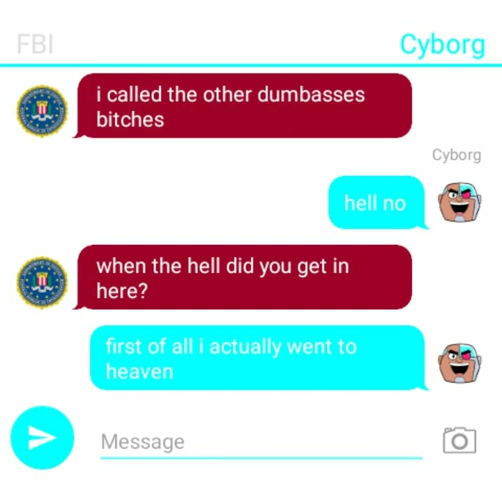 FBI
Cyborg
i called the other dumbasses
bitches
Cyborg
hell no
when the hell did you get in
here?
first of all i actually went to
heaven
Message